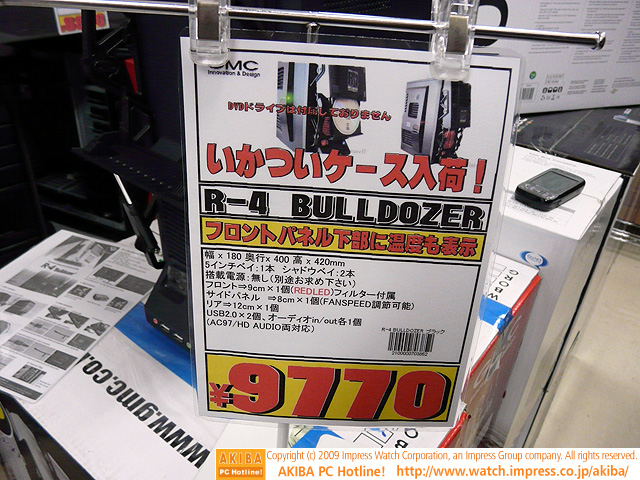 GMC
Innovation & Design
DVDドライブは付属しておりません
いかついケース入荷!
R-4 BULLDOZER
フロントパネル下部に温度も表示
幅 x 180 奥行x 400 高 x 420mm
5インチベイ:1本 シャドウベイ:2本
搭載電源:無し(別途お求め下さい)
フロント⇒9cm×1個(REDLED)フィルター付属
サイドパネル ⇒8cm×1個(FANSPEED調節可能)
リア⇒12cm×1個
USB2.0×2個、オーディオin/out各1個
(AC97/HD AUDIO両対応)
R-4 BULLDOZER ブラック
¥9770
www.gmc.co.
AKIBA
PC Hotline!
Copyright (c) 2009 Impress Watch Corporation, an Impress Group company. All rights reserved.
AKIBA PC Hotline! http://www.watch.impress.co.jp/akiba/